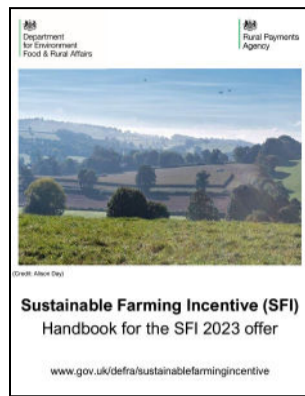 Department
for Environment
Food & Rural Affairs
Rural Payments
Agency
(Credit: Alison Day)
Sustainable Farming Incentive (SFI)
Handbook for the SFI 2023 offer
www.gov.uk/defra/sustainablefarmingincentive